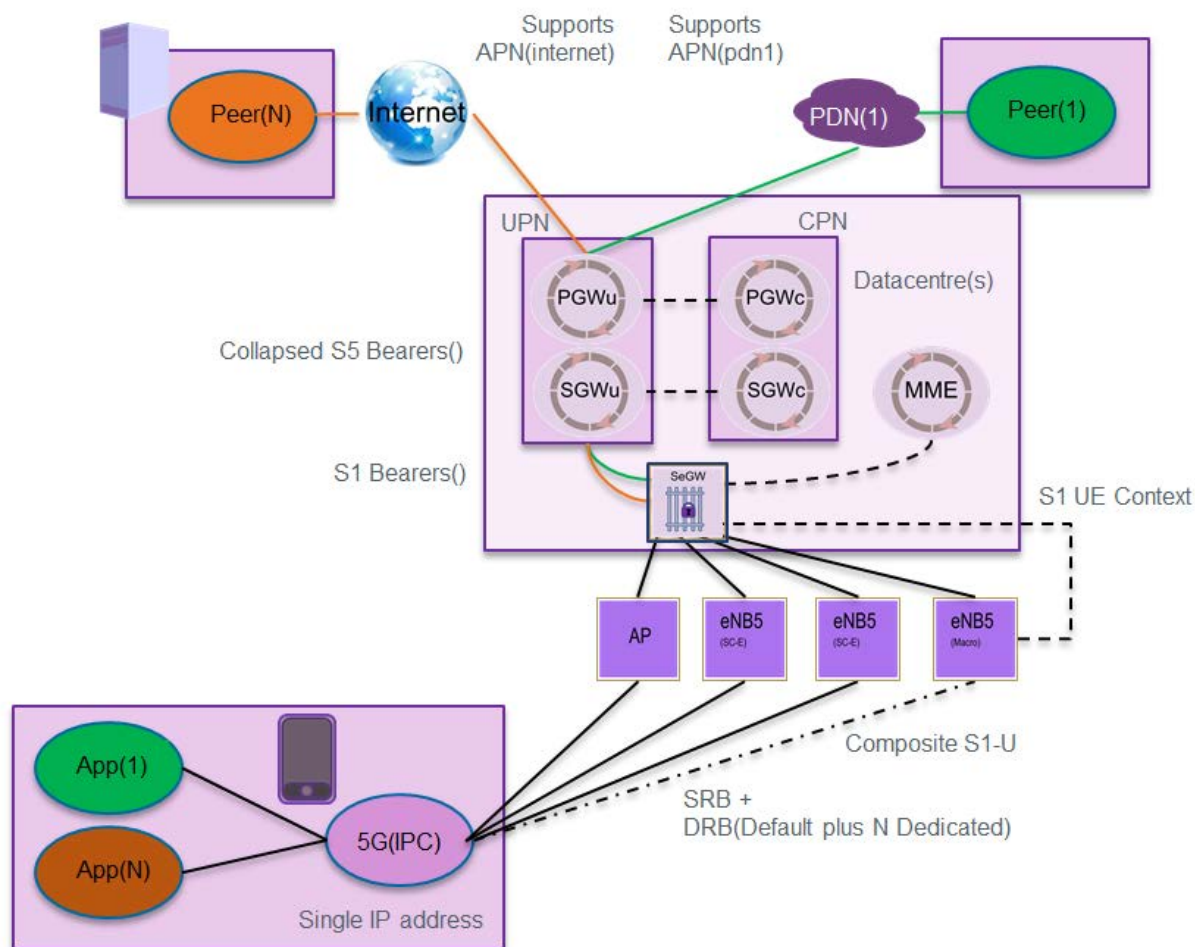 Supports
APN(internet)
Supports
APN(pdn1)
Peer(N)
Internet
PDN(1)
Peer(1)
UPN
CPN
PGWu
PGWc
Datacentre(s)
Collapsed S5 Bearers()
SGWu
SGWc
MME
S1 Bearers()
SeGW
S1 UE Context
AP
eNB5
(SC-E)
eNB5
(SC-E)
eNB5
(Macro)
Composite S1-U
App(1)
SRB +
DRB(Default plus N Dedicated)
5G(IPC)
App(N)
Single IP address